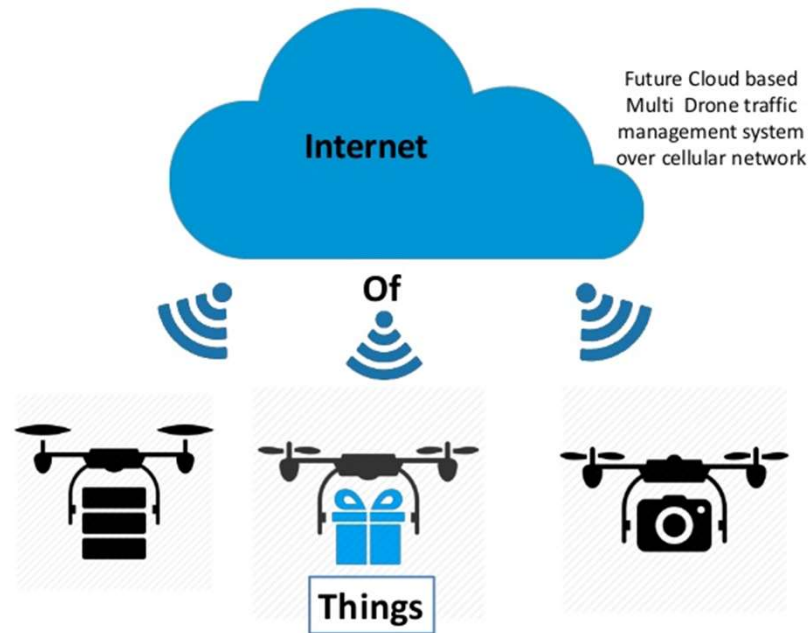 Future Cloud based
Multi Drone traffic
management system
over cellular network
Internet
Of
Things